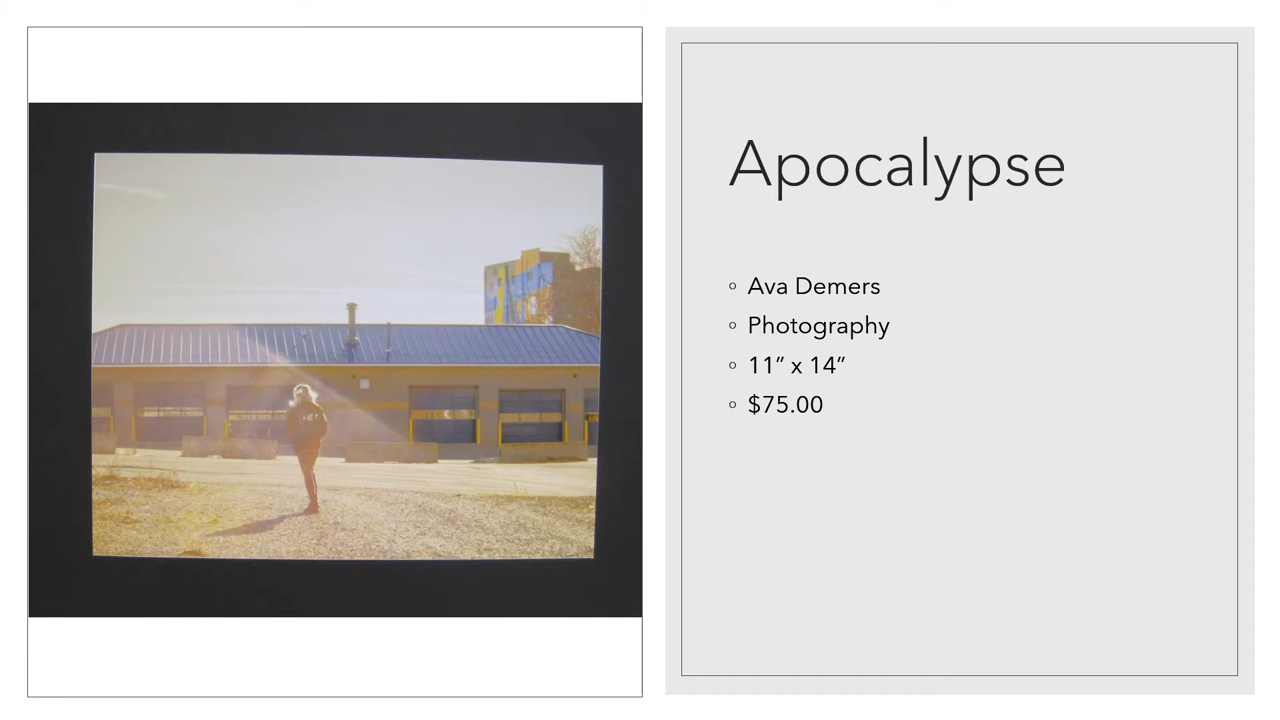 Apocalypse
Ava Demers
Photography
11” x 14”
$75.00